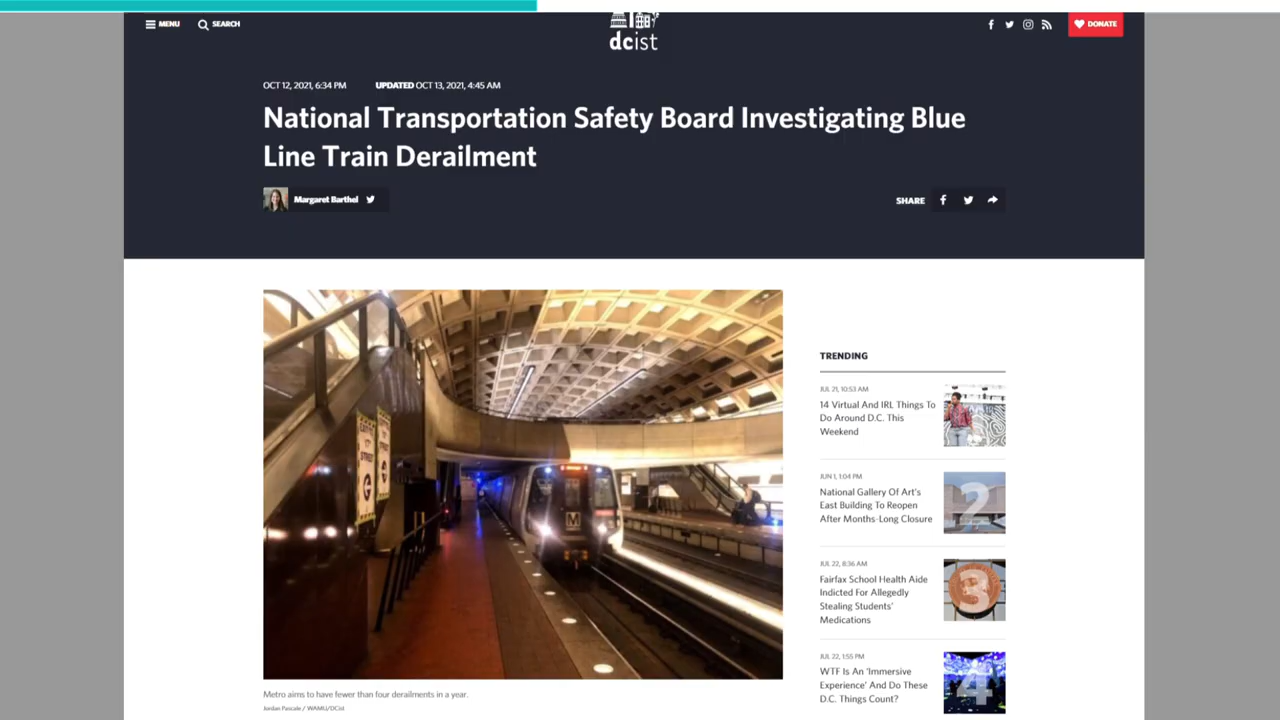 MENU
SEARCH
dcist
DONATE
OCT 12, 2021, 6:34 PM
UPDATED OCT 13, 2021, 4:45 AM
National Transportation Safety Board Investigating Blue
Line Train Derailment
Margaret Barthel
SHARE
TRENDING
JUL 21, 10:53 AM
14 Virtual And IRL Things To
Do Around D.C. This
Weekend
JUN 1, 1:04 PM
National Gallery Of Art's
East Building To Reopen
After Months-Long Closure
2
JUL 22, 8:36 AM
Fairfax School Health Aide
Indicted For Allegedly
Stealing Students'
Medications
3
JUL 22, 1:55 PM
WTF Is An 'Immersive
Experience' And Do These
D.C. Things Count?
4
STREET
G
M
Metro aims to have fewer than four derailments in a year.
Jordan Pascale / WAMU/DCist